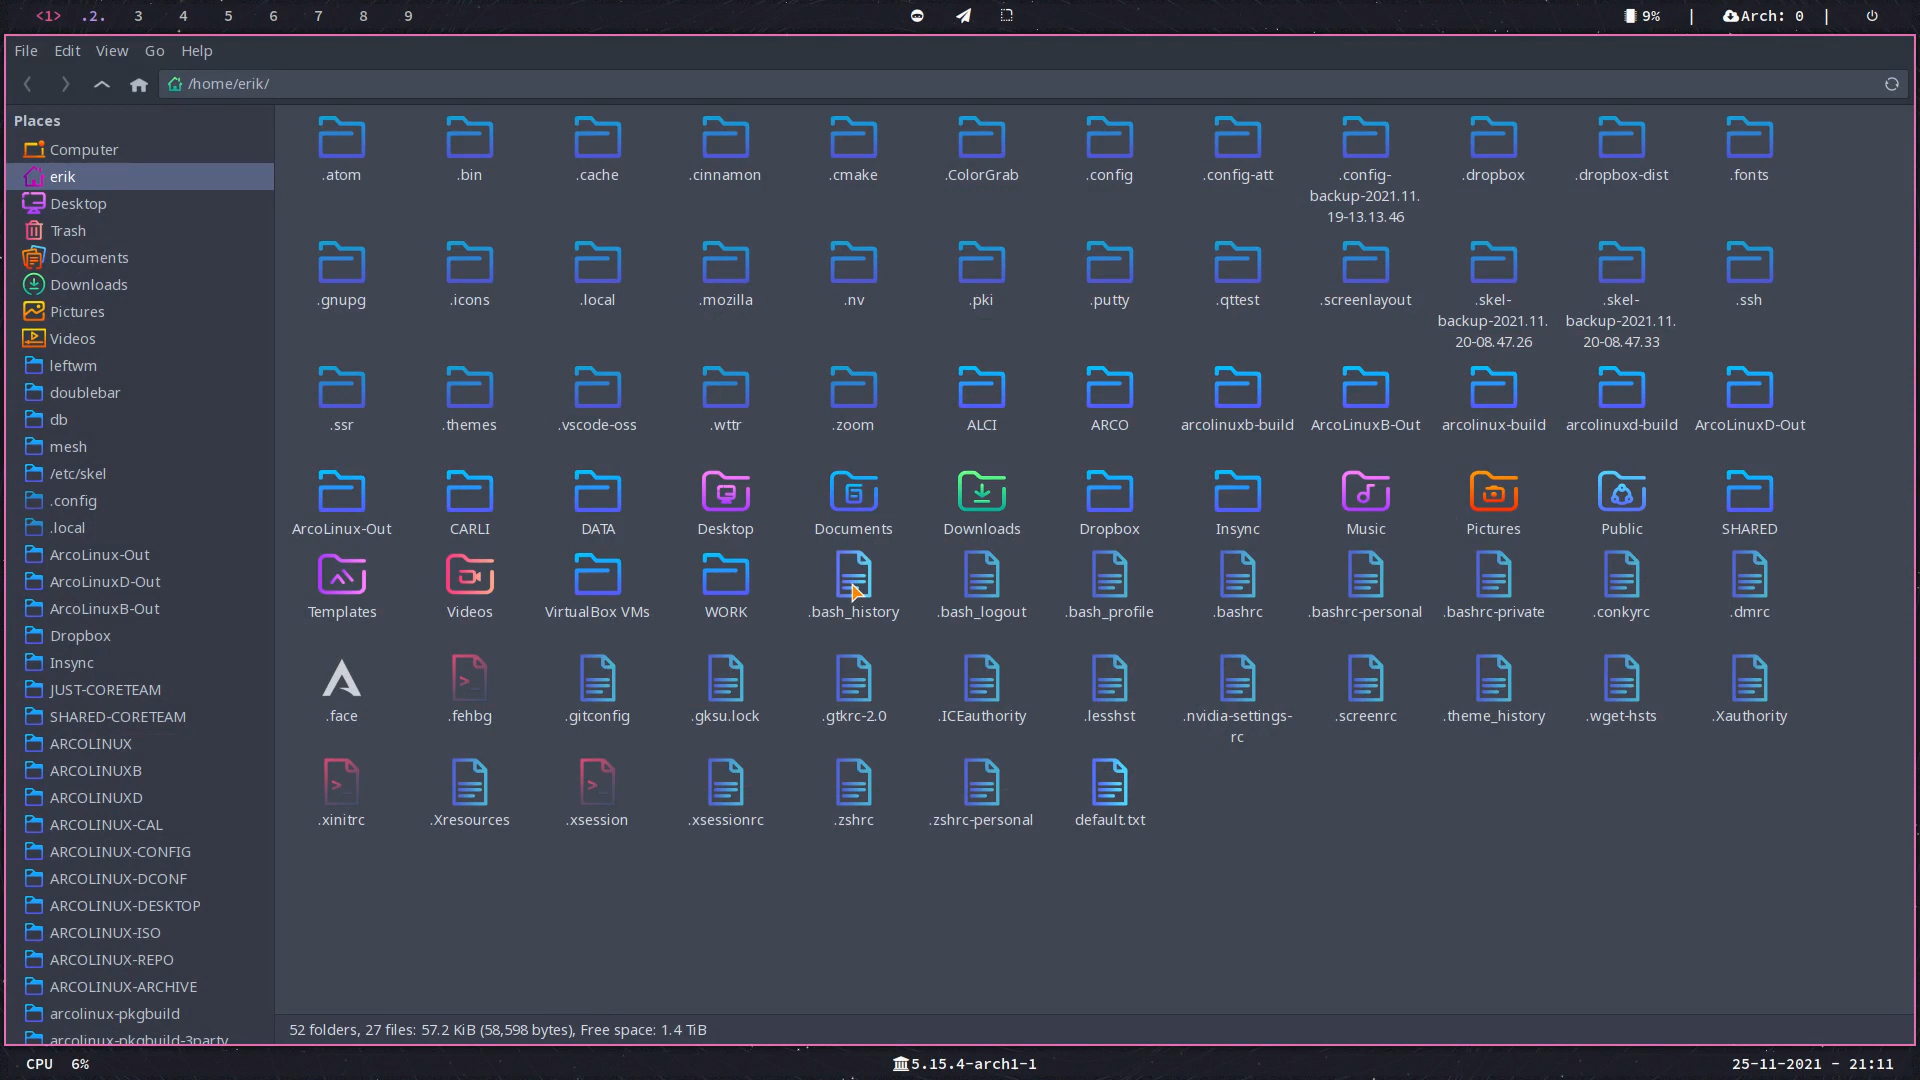 <1> .2. 3 4 5 6 7 8 9
9% | Arch: 0 |
File Edit View Go Help
/home/erik/
Places
Computer
erik
Desktop
Trash
Documents
Downloads
Pictures
Videos
leftwm
doublebar
db
mesh
/etc/skel
.config
.local
ArcoLinux-Out
ArcoLinuxD-Out
ArcoLinuxB-Out
Dropbox
Insync
JUST-CORETEAM
SHARED-CORETEAM
ARCOLINUX
ARCOLINUXB
ARCOLINUXD
ARCOLINUX-CAL
ARCOLINUX-CONFIG
ARCOLINUX-DCONF
ARCOLINUX-DESKTOP
ARCOLINUX-ISO
ARCOLINUX-REPO
ARCOLINUX-ARCHIVE
arcolinux-pkgbuild
arcolinux-pkgbuild-3party
.atom .bin .cache .cinnamon .cmake .ColorGrab .config .config-att .config- .dropbox .dropbox-dist .fonts
backup-2021.11.
19-13.13.46
.gnupg .icons .local .mozilla .nv .pki .putty .qttest .screenlayout .skel- .skel- .ssh
backup-2021.11. backup-2021.11.
20-08.47.26 20-08.47.33
.ssr .themes .vscode-oss .wttr .zoom ALCI ARCO arcolinuxb-build ArcoLinuxB-Out arcolinux-build arcolinuxd-build ArcoLinuxD-Out
ArcoLinux-Out CARLI DATA Desktop Documents Downloads Dropbox Insync Music Pictures Public SHARED
Templates Videos VirtualBox VMs WORK .bash_history .bash_logout .bash_profile .bashrc .bashrc-personal .bashrc-private .conkyrc .dmrc
.face .fehbg .gitconfig .gksu.lock .gtkrc-2.0 .ICEauthority .lesshst .nvidia-settings- .screenrc .theme_history .wget-hsts .Xauthority
rc
.xinitrc .Xresources .xsession .xsessionrc .zshrc .zshrc-personal default.txt
52 folders, 27 files: 57.2 KiB (58,598 bytes), Free space: 1.4 TiB
CPU 6%
5.15.4-arch1-1
25-11-2021 - 21:11